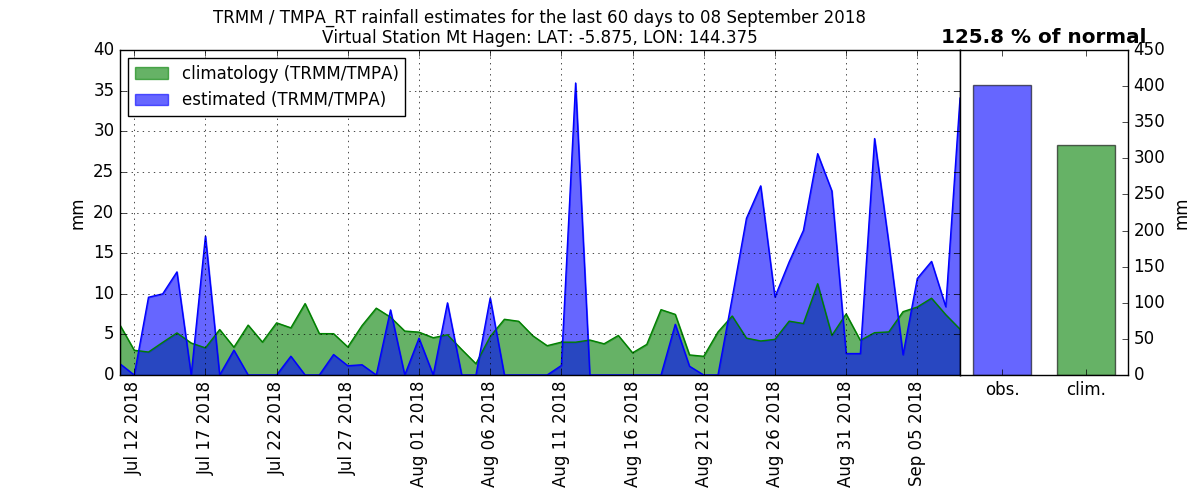 TRMM / TMPA_RT rainfall estimates for the last 60 days to 08 September 2018
Virtual Station Mt Hagen: LAT: -5.875, LON: 144.375
125.8 % of normal
climatology (TRMM/TMPA)
estimated (TRMM/TMPA)
40
35
30
25
20
15
10
5
0
mm
450
400
350
300
250
200
150
100
50
0
mm
Jul 12 2018
Jul 17 2018
Jul 22 2018
Jul 27 2018
Aug 01 2018
Aug 06 2018
Aug 11 2018
Aug 16 2018
Aug 21 2018
Aug 26 2018
Aug 31 2018
Sep 05 2018
obs.
clim.